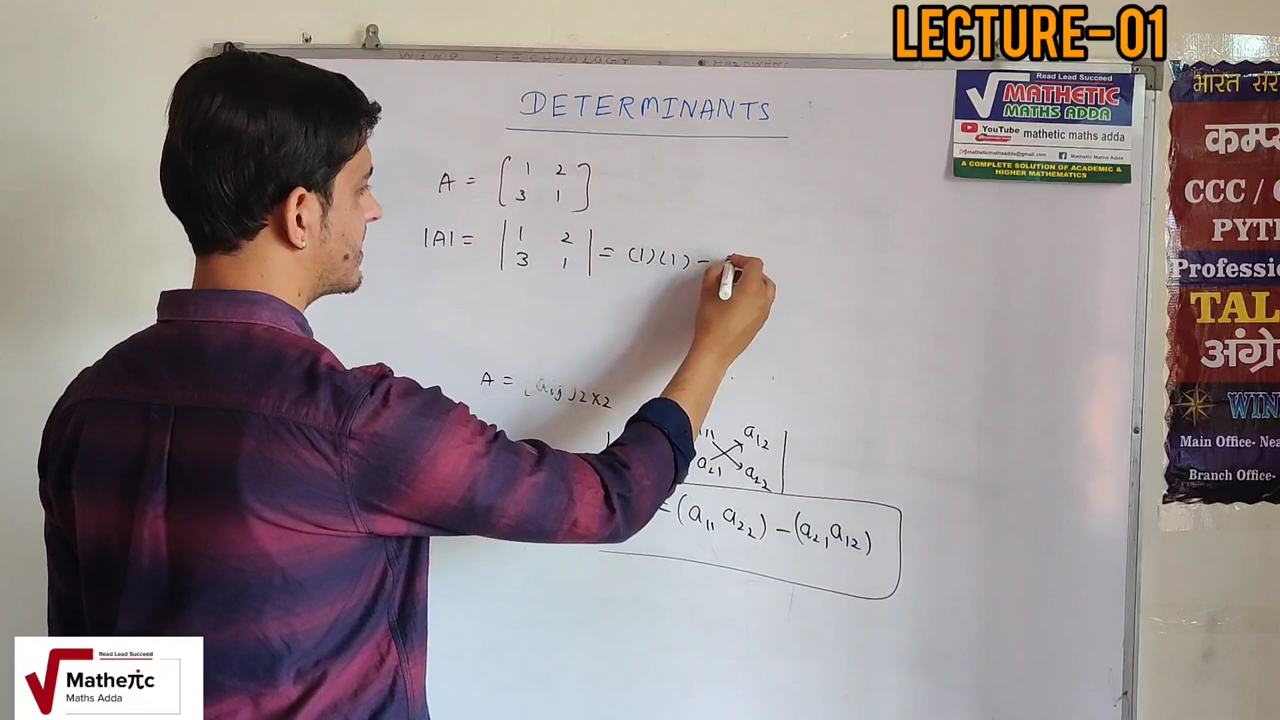 LECTURE-01
DETERMINANTS
A = [ 1 2
3 1 ]
|A| = | 1 2
3 1 | = (1)(1) -
A = [aij]2x2
a12
a21 a22
= (a11 a22) - (a21 a12)
Read Lead Succeed
MATHETIC
MATHS ADDA
YouTube mathetic maths adda
Mathetic Maths Adda
A COMPLETE SOLUTION OF ACADEMIC &
HIGHER MATHEMATICS
भारत सर
कम्प
CCC /
PYT
Professi
TAL
अंग्रे
WIN
Main Office- Nea
Branch Office-
Read Lead Succeed
Matheπc
Maths Adda